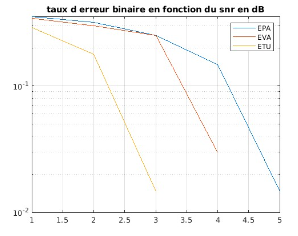 taux d erreur binaire en fonction du snr en dB
EPA
EVA
ETU
10-1
10-2
1 1.5 2 2.5 3 3.5 4 4.5 5